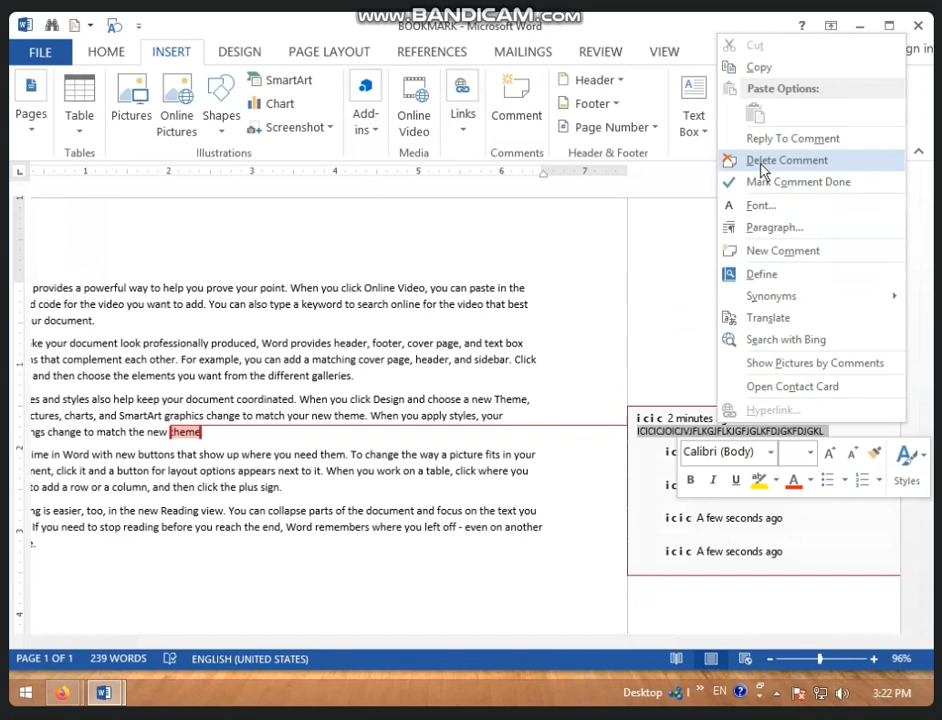 www.BANDICAM.com
BOOKMARK - Microsoft Word
FILE HOME INSERT DESIGN PAGE LAYOUT REFERENCES MAILINGS REVIEW VIEW
gn in
Pages
Table
Pictures
Online Pictures
Shapes
SmartArt
Chart
Screenshot
Add-ins
Online Video
Links
Comment
Header
Footer
Page Number
Text Box
Tables
Illustrations
Media
Comments
Header & Footer
1 2 3 4 5 6 7
provides a powerful way to help you prove your point. When you click Online Video, you can paste in the
d code for the video you want to add. You can also type a keyword to search online for the video that best
ur document.
ke your document look professionally produced, Word provides header, footer, cover page, and text box
ns that complement each other. For example, you can add a matching cover page, header, and sidebar. Click
and then choose the elements you want from the different galleries.
es and styles also help keep your document coordinated. When you click Design and choose a new Theme,
ctures, charts, and SmartArt graphics change to match your new theme. When you apply styles, your
ngs change to match the new theme.
ime in Word with new buttons that show up where you need them. To change the way a picture fits in your
ment, click it and a button for layout options appears next to it. When you work on a table, click where you
to add a row or a column, and then click the plus sign.
ng is easier, too, in the new Reading view. You can collapse parts of the document and focus on the text you
If you need to stop reading before you reach the end, Word remembers where you left off - even on another
e.
Cut
Copy
Paste Options:
Reply To Comment
Delete Comment
Mark Comment Done
Font...
Paragraph...
New Comment
Define
Synonyms
Translate
Search with Bing
Show Pictures by Comments
Open Contact Card
Hyperlink...
i c i c 2 minutes
Calibri (Body)
B I U
Styles
i c i c A few seconds ago
i c i c A few seconds ago
PAGE 1 OF 1 239 WORDS ENGLISH (UNITED STATES) 96%
Desktop EN 3:22 PM